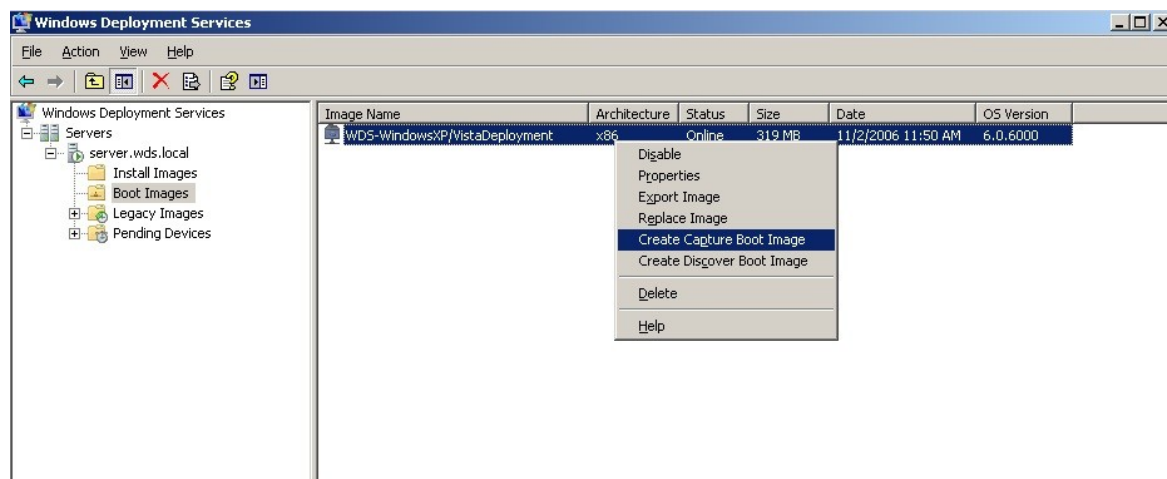 Windows Deployment Services
File Action View Help
Windows Deployment Services
Servers
server.wds.local
Install Images
Boot Images
Legacy Images
Pending Devices
Image Name Architecture Status Size Date OS Version
WDS-WindowsXP/VistaDeployment x86 Online 319 MB 11/2/2006 11:50 AM 6.0.6000
Disable
Properties
Export Image
Replace Image
Create Capture Boot Image
Create Discover Boot Image
Delete
Help